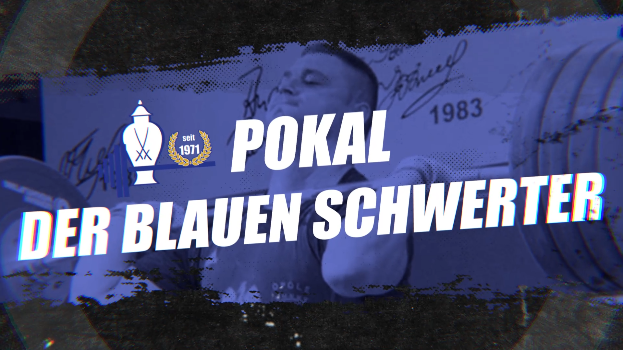 seit
1971
POKAL
DER BLAUEN SCHWERTER
1983